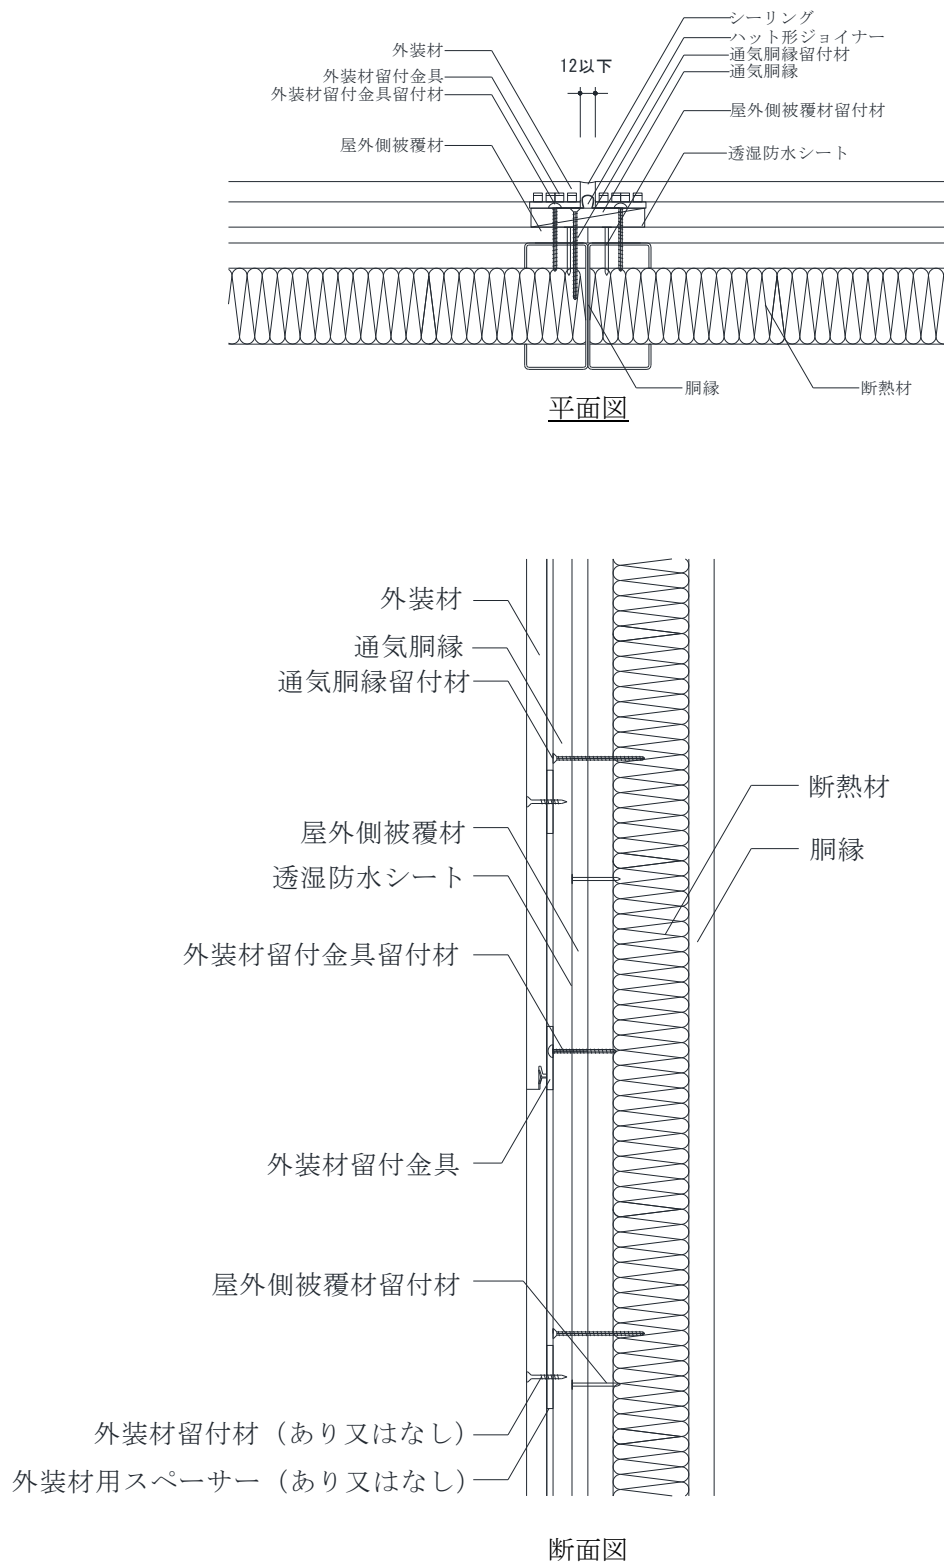 シーリング
ハット形ジョイナー
通気胴縁留付材
通気胴縁
屋外側被覆材留付材
透湿防水シート
外装材
外装材留付金具
外装材留付金具留付材
屋外側被覆材
12以下
胴縁
断熱材
平面図
外装材
通気胴縁
通気胴縁留付材
断熱材
屋外側被覆材
胴縁
透湿防水シート
外装材留付金具留付材
外装材留付金具
屋外側被覆材留付材
外装材留付材（あり又はなし）
外装材用スペーサー（あり又はなし）
断面図